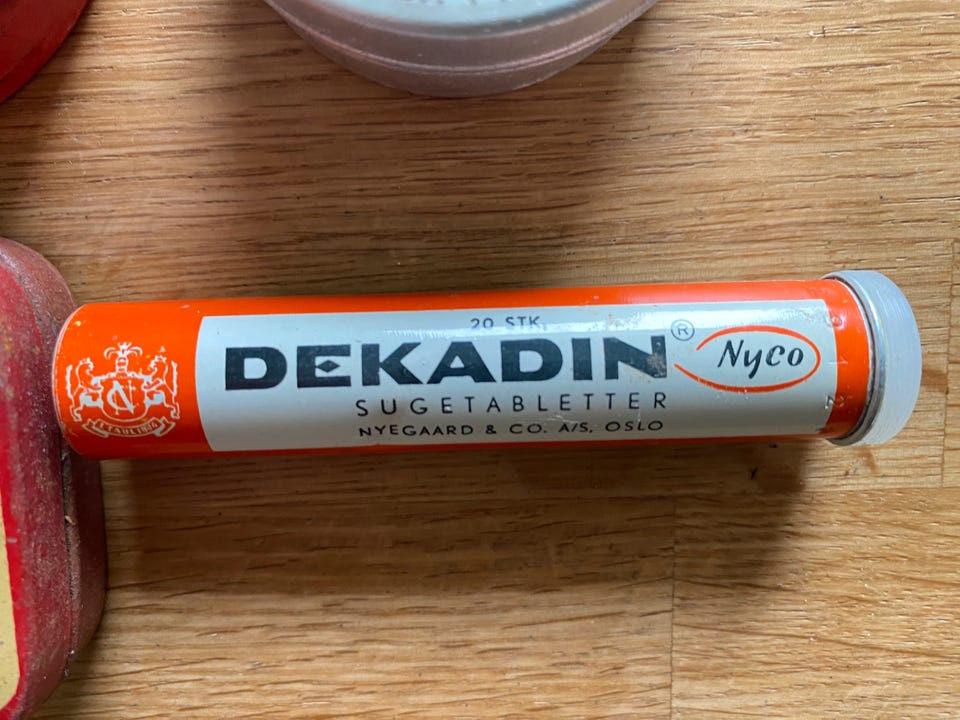 20 STK.
DEKADIN®
Nyco
SUGETABLETTER
NYEGAARD & CO. A/S, OSLO